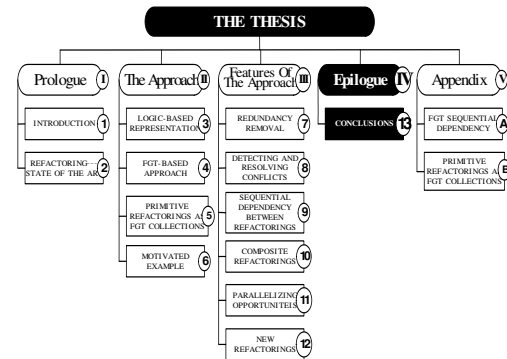 THE THESIS
Prologue I
INTRODUCTION 1
REFACTORING
STATE OF THE AR 2
The Approach II
LOGIC-BASED
REPRESENTATION 3
FGT-BASED
APPROACH 4
PRIMITIVE
REFACTORINGS AS
FGT COLLECTIONS 5
MOTIVATED
EXAMPLE 6
Features Of
The Approach III
REDUNDANCY
REMOVAL 7
DETECTING AND
RESOLVING
CONFLICTS 8
SEQUENTIAL
DEPENDENCY
BETWEEN
REFACTORINGS 9
COMPOSITE
REFACTORINGS 10
PARALLELIZING
OPPORTUNITEIS 11
NEW
REFACTORINGS 12
Epilogue IV
CONCLUSIONS 13
Appendix V
FGT SEQUENTIAL
DEPENDENCY A
PRIMITIVE
REFACTORINGS AS
FGT COLLECTIONS B